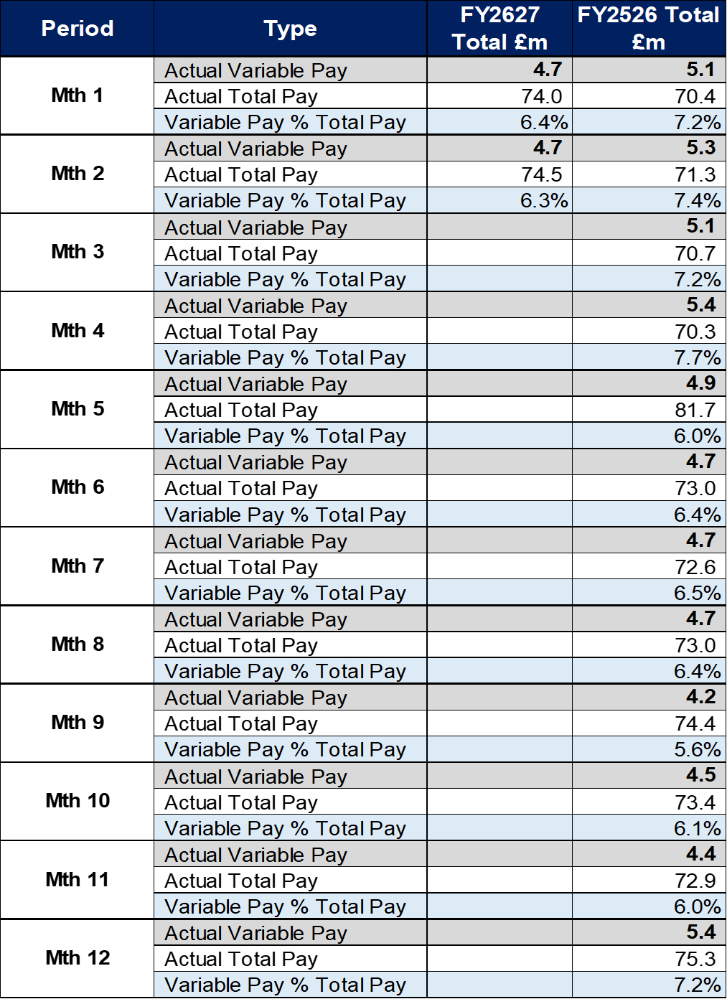 Period Type FY2627 Total £m FY2526 Total £m
Mth 1
Actual Variable Pay 4.7 5.1
Actual Total Pay 74.0 70.4
Variable Pay % Total Pay 6.4% 7.2%
Mth 2
Actual Variable Pay 4.7 5.3
Actual Total Pay 74.5 71.3
Variable Pay % Total Pay 6.3% 7.4%
Mth 3
Actual Variable Pay 5.1
Actual Total Pay 70.7
Variable Pay % Total Pay 7.2%
Mth 4
Actual Variable Pay 5.4
Actual Total Pay 70.3
Variable Pay % Total Pay 7.7%
Mth 5
Actual Variable Pay 4.9
Actual Total Pay 81.7
Variable Pay % Total Pay 6.0%
Mth 6
Actual Variable Pay 4.7
Actual Total Pay 73.0
Variable Pay % Total Pay 6.4%
Mth 7
Actual Variable Pay 4.7
Actual Total Pay 72.6
Variable Pay % Total Pay 6.5%
Mth 8
Actual Variable Pay 4.7
Actual Total Pay 73.0
Variable Pay % Total Pay 6.4%
Mth 9
Actual Variable Pay 4.2
Actual Total Pay 74.4
Variable Pay % Total Pay 5.6%
Mth 10
Actual Variable Pay 4.5
Actual Total Pay 73.4
Variable Pay % Total Pay 6.1%
Mth 11
Actual Variable Pay 4.4
Actual Total Pay 72.9
Variable Pay % Total Pay 6.0%
Mth 12
Actual Variable Pay 5.4
Actual Total Pay 75.3
Variable Pay % Total Pay 7.2%